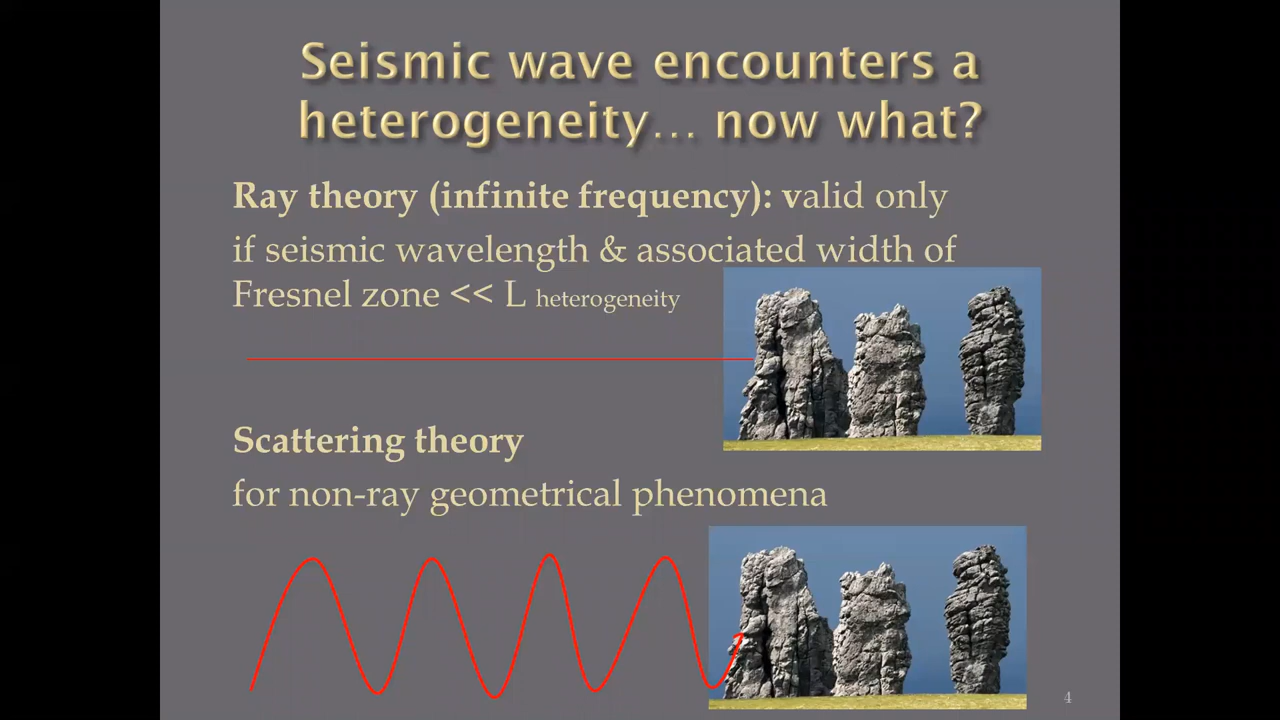 Seismic wave encounters a
heterogeneity... now what?
Ray theory (infinite frequency): valid only
if seismic wavelength & associated width of
Fresnel zone << L heterogeneity
Scattering theory
for non-ray geometrical phenomena
4